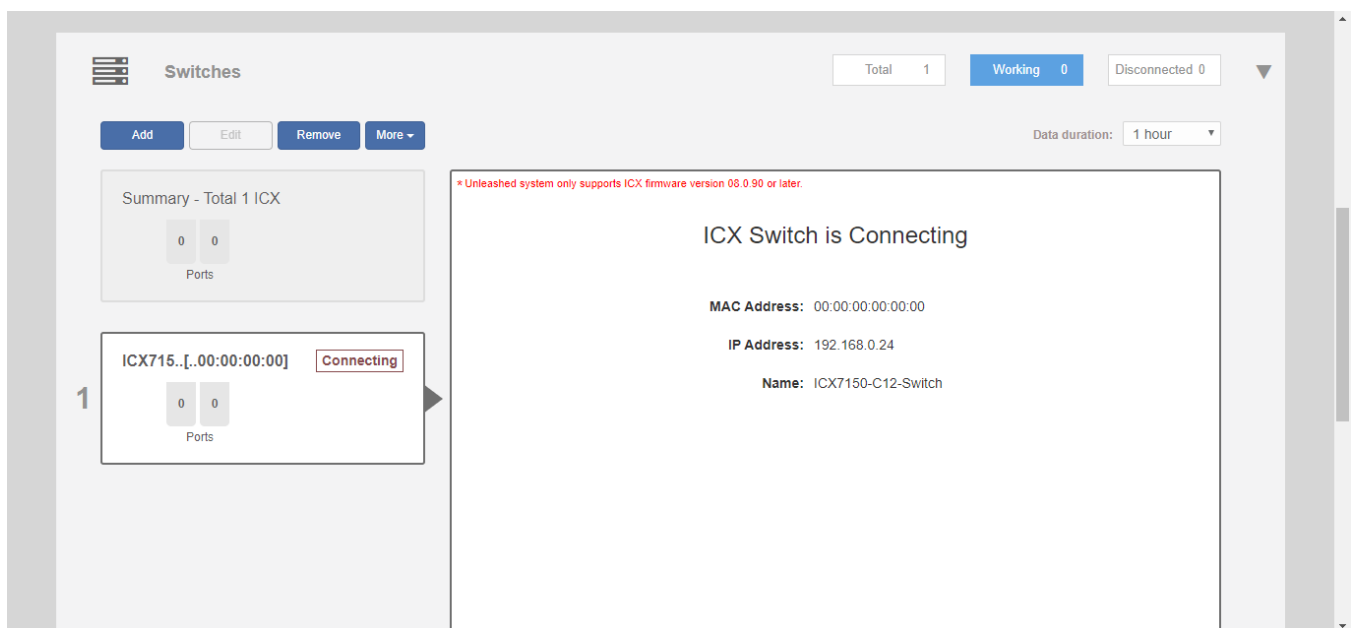 Switches
Total 1
Working 0
Disconnected 0
Add
Edit
Remove
More
Data duration: 1 hour
Summary - Total 1 ICX
0 0
Ports
1
ICX715..[..00:00:00:00] Connecting
0 0
Ports
* Unleashed system only supports ICX firmware version 08.0.90 or later.
ICX Switch is Connecting
MAC Address: 00:00:00:00:00:00
IP Address: 192.168.0.24
Name: ICX7150-C12-Switch